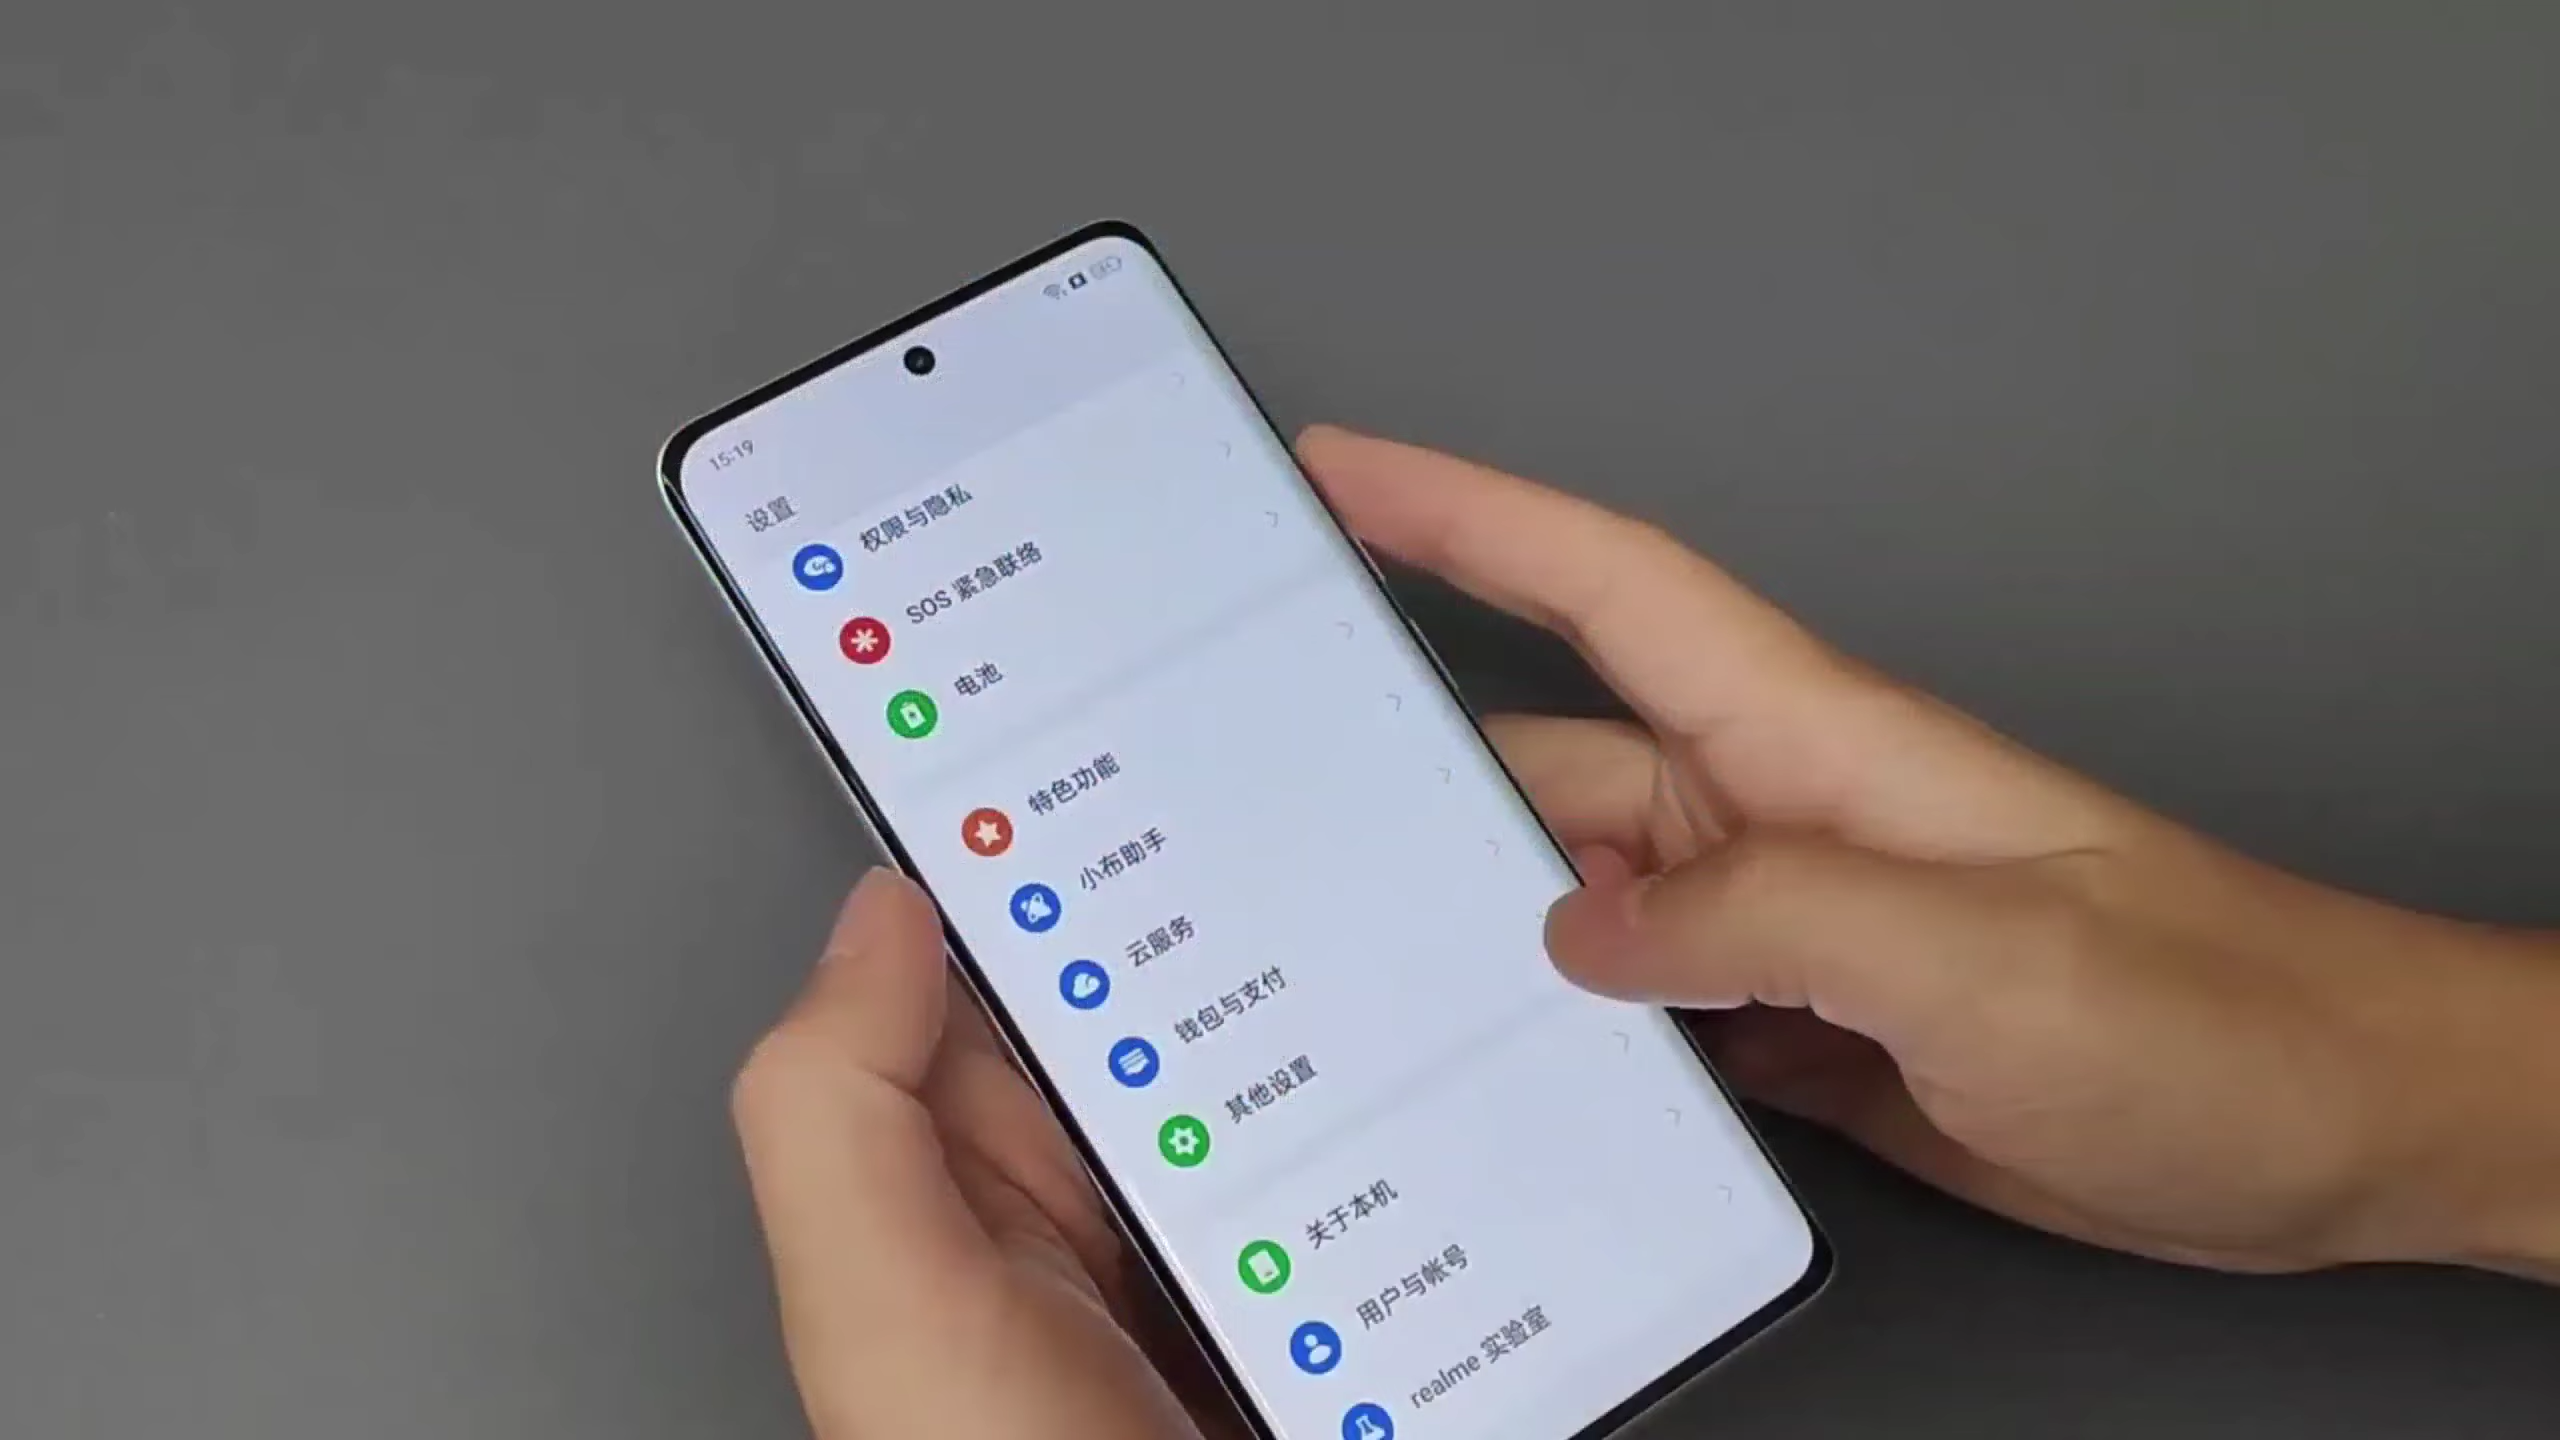 15:19
设置
权限与隐私
SOS 紧急联络
电池
特色功能
小布助手
云服务
钱包与支付
其他设置
关于本机
用户与帐号
realme 实验室